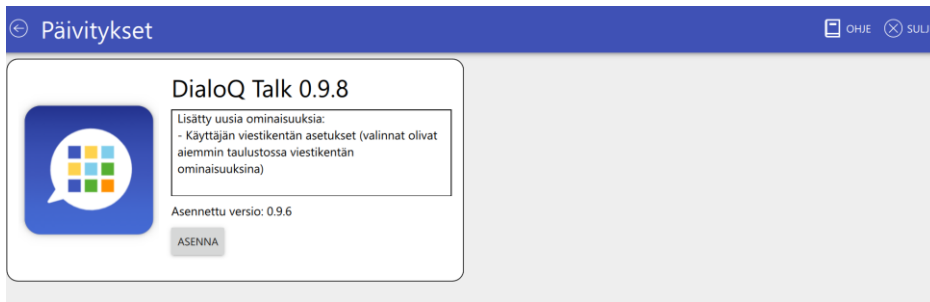 Päivitykset
OHJE
DialoQ Talk 0.9.8
Lisätty uusia ominaisuuksia:
- Käyttäjän viestikentän asetukset (valinnat olivat
aiemmin taulustossa viestikentän
ominaisuuksina)
Asennettu versio: 0.9.6
ASENNA